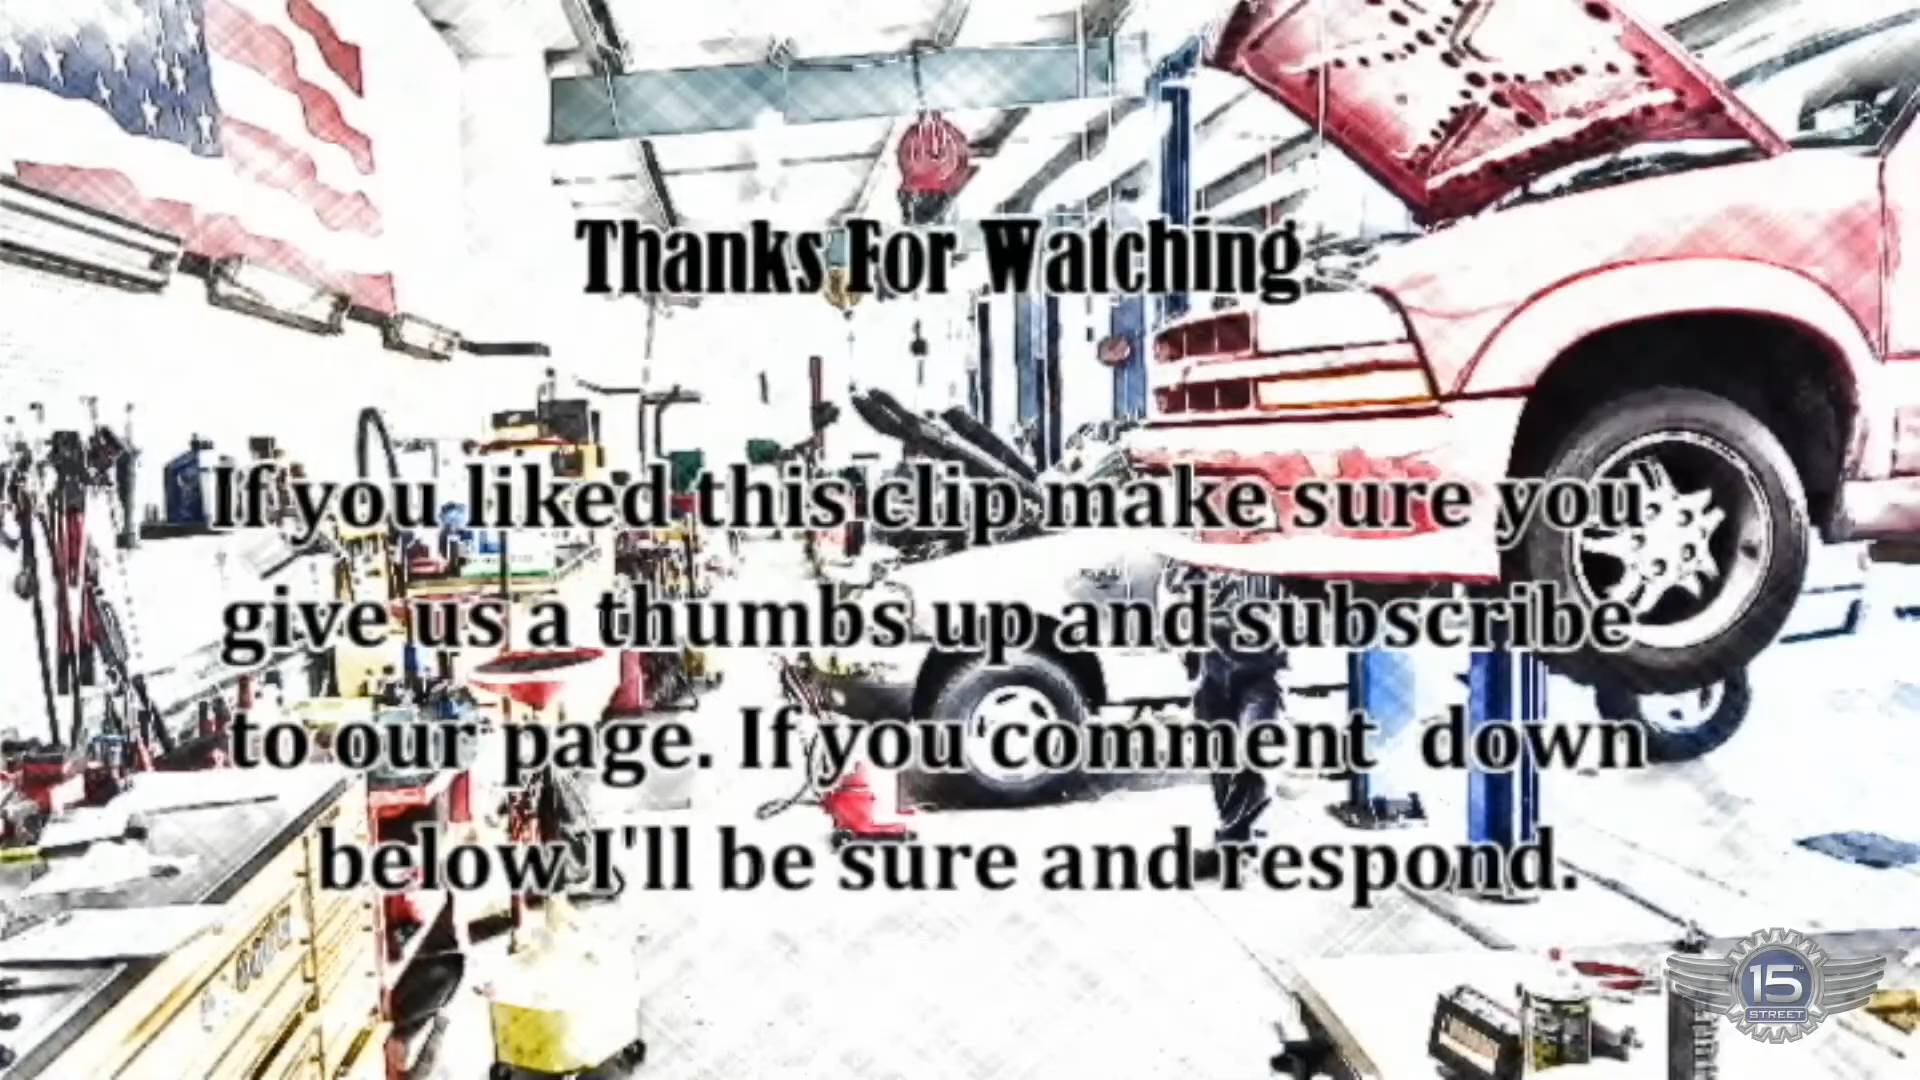 Thanks For Watching
If you liked this clip make sure you
give us a thumbs up and subscribe
to our page. If you comment down
below I'll be sure and respond.
15TH
STREET